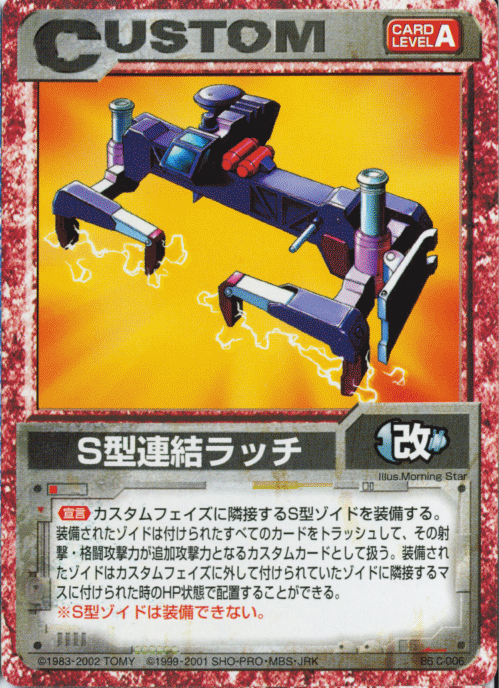 CUSTOM
CARD LEVEL A
S型連結ラッチ
改
Illus.Morning Star
宣言 カスタムフェイズに隣接するS型ゾイドを装備する。
装備されたゾイドは付けられたすべてのカードをトラッシュして、その射
撃・格闘攻撃力が追加攻撃力となるカスタムカードとして扱う。装備され
たゾイドはカスタムフェイズに外して付けられていたゾイドに隣接するマ
スに付けられた時のHP状態で配置することができる。
※S型ゾイドは装備できない。
©1983-2002 TOMY ©1999-2001 SHO-PRO・MBS・JRK
BS C-006